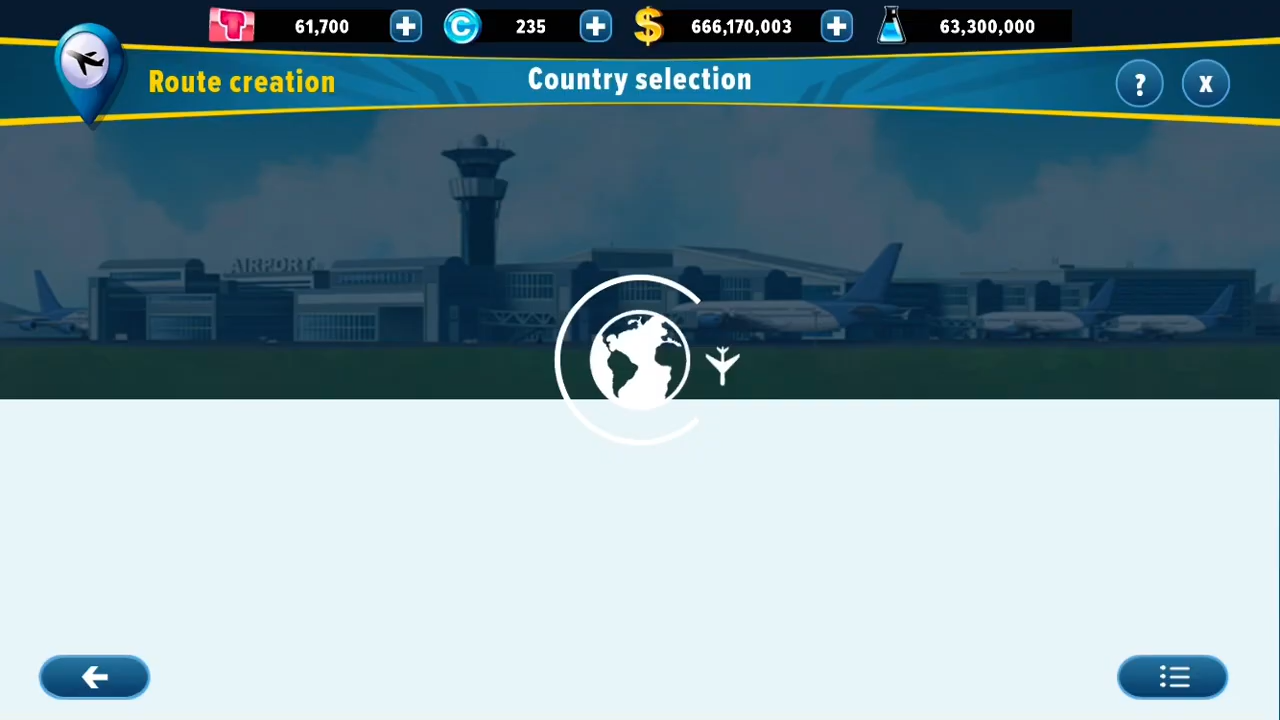 61,700
235
666,170,003
63,300,000
Route creation
Country selection
?
X
AIRPORT